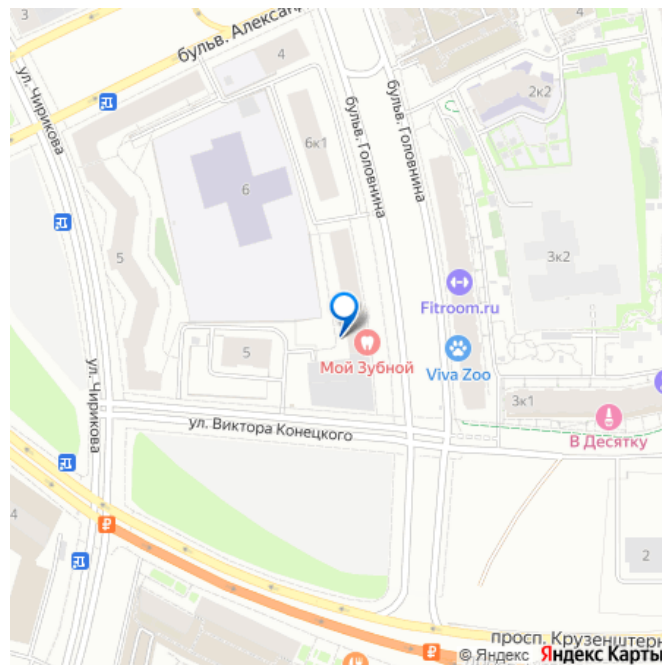 3
бульв. Алексан
4
4
ул. Чирикова
6к1
бульв. Головнина
бульв. Головнина
2к2
6
5
3к2
Fitroom.ru
5
Мой Зубной
Viva Zoo
3к1
ул. Чирикова
ул. Виктора Конецкого
В Десятку
4
2
просп. Крузенштерн
© Яндекс Яндекс Карты